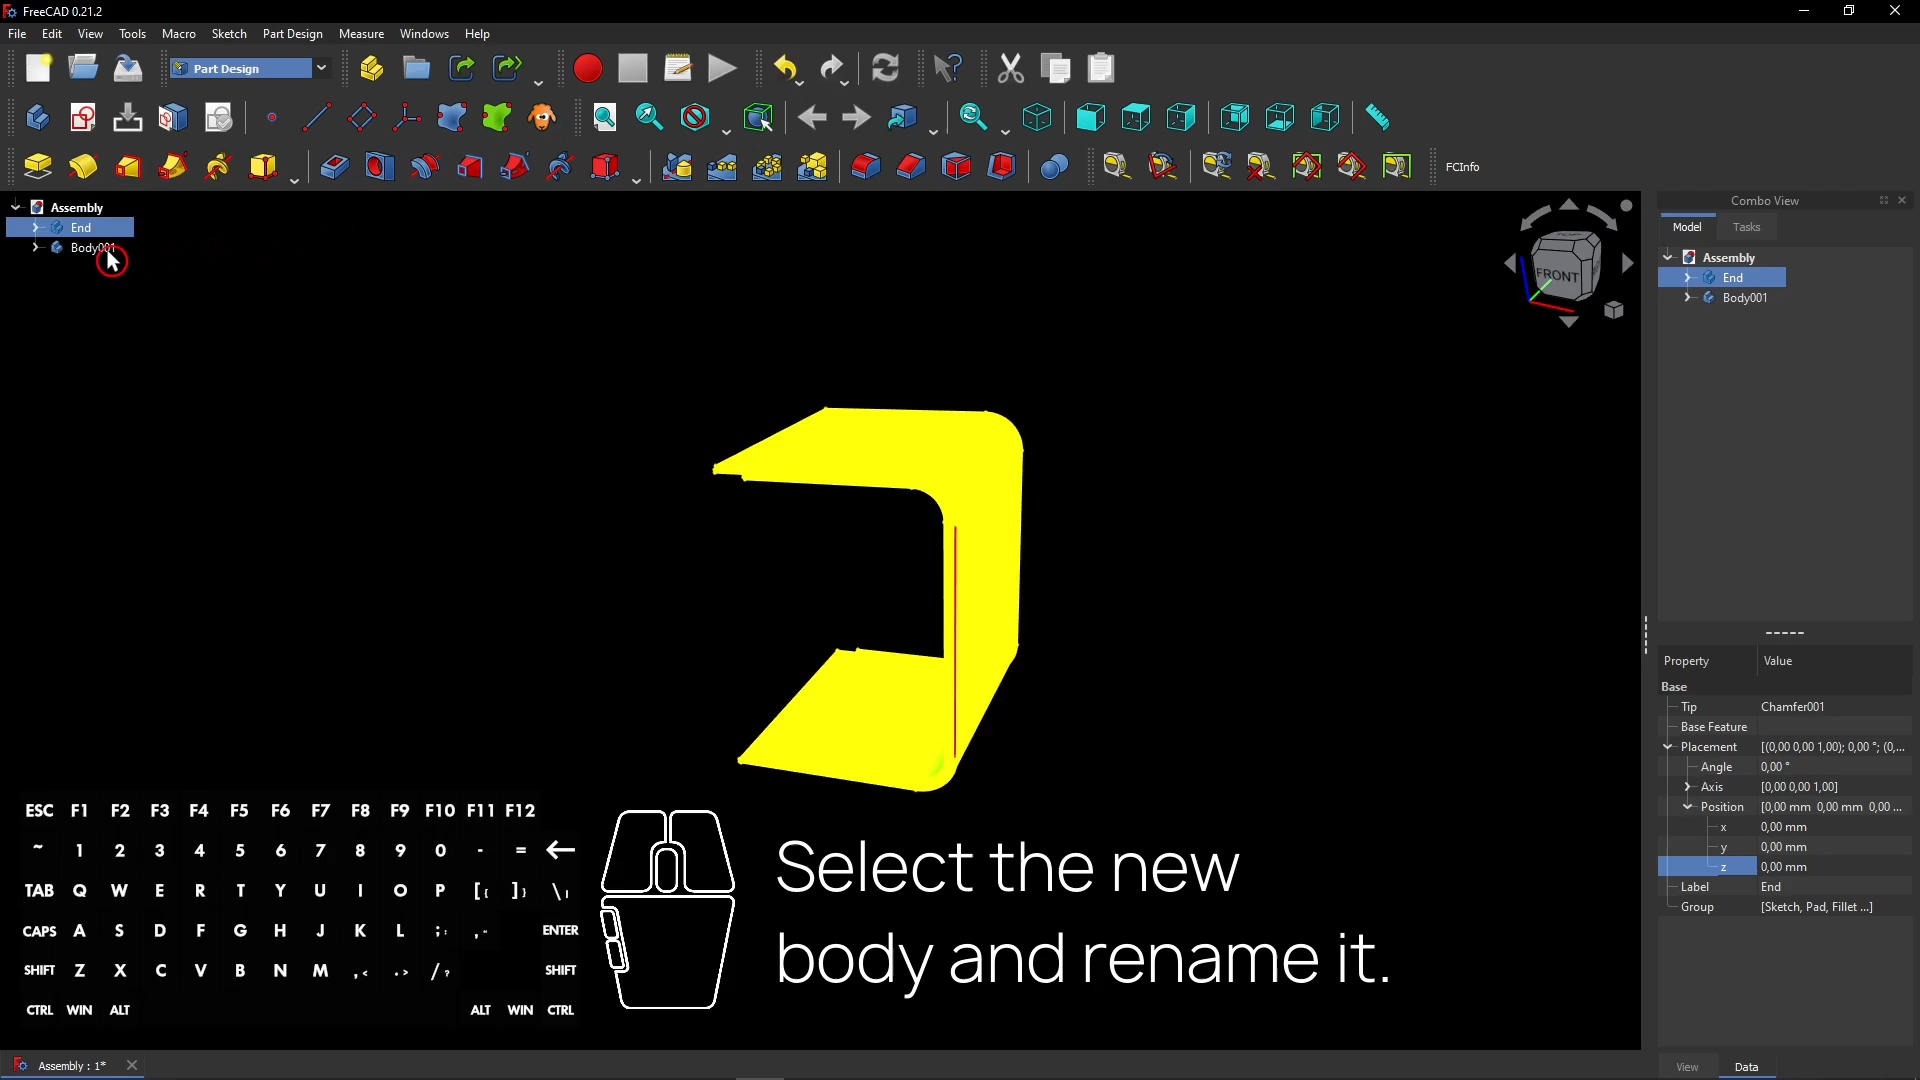 FreeCAD 0.21.2
File Edit View Tools Macro Sketch Part Design Measure Windows Help
Part Design
FCInfo
Assembly
End
Body001
TOP
FRONT
Combo View
Model Tasks
Assembly
End
Body001
Property Value
Base
Tip Chamfer001
Base Feature
Placement [(0,00 0,00 1,00); 0,00 °; (0,...
Angle 0,00 °
Axis [0,00 0,00 1,00]
Position [0,00 mm 0,00 mm 0,00 ...
x 0,00 mm
y 0,00 mm
z 0,00 mm
Label End
Group [Sketch, Pad, Fillet ...]
ESC F1 F2 F3 F4 F5 F6 F7 F8 F9 F10 F11 F12
~ 1 2 3 4 5 6 7 8 9 0 - = ←
TAB Q W E R T Y U I O P [{ ]} \|
CAPS A S D F G H J K L ;: ,“ ENTER
SHIFT Z X C V B N M ,< .> /? SHIFT
CTRL WIN ALT ALT WIN CTRL
Select the new
body and rename it.
Assembly : 1*
View Data